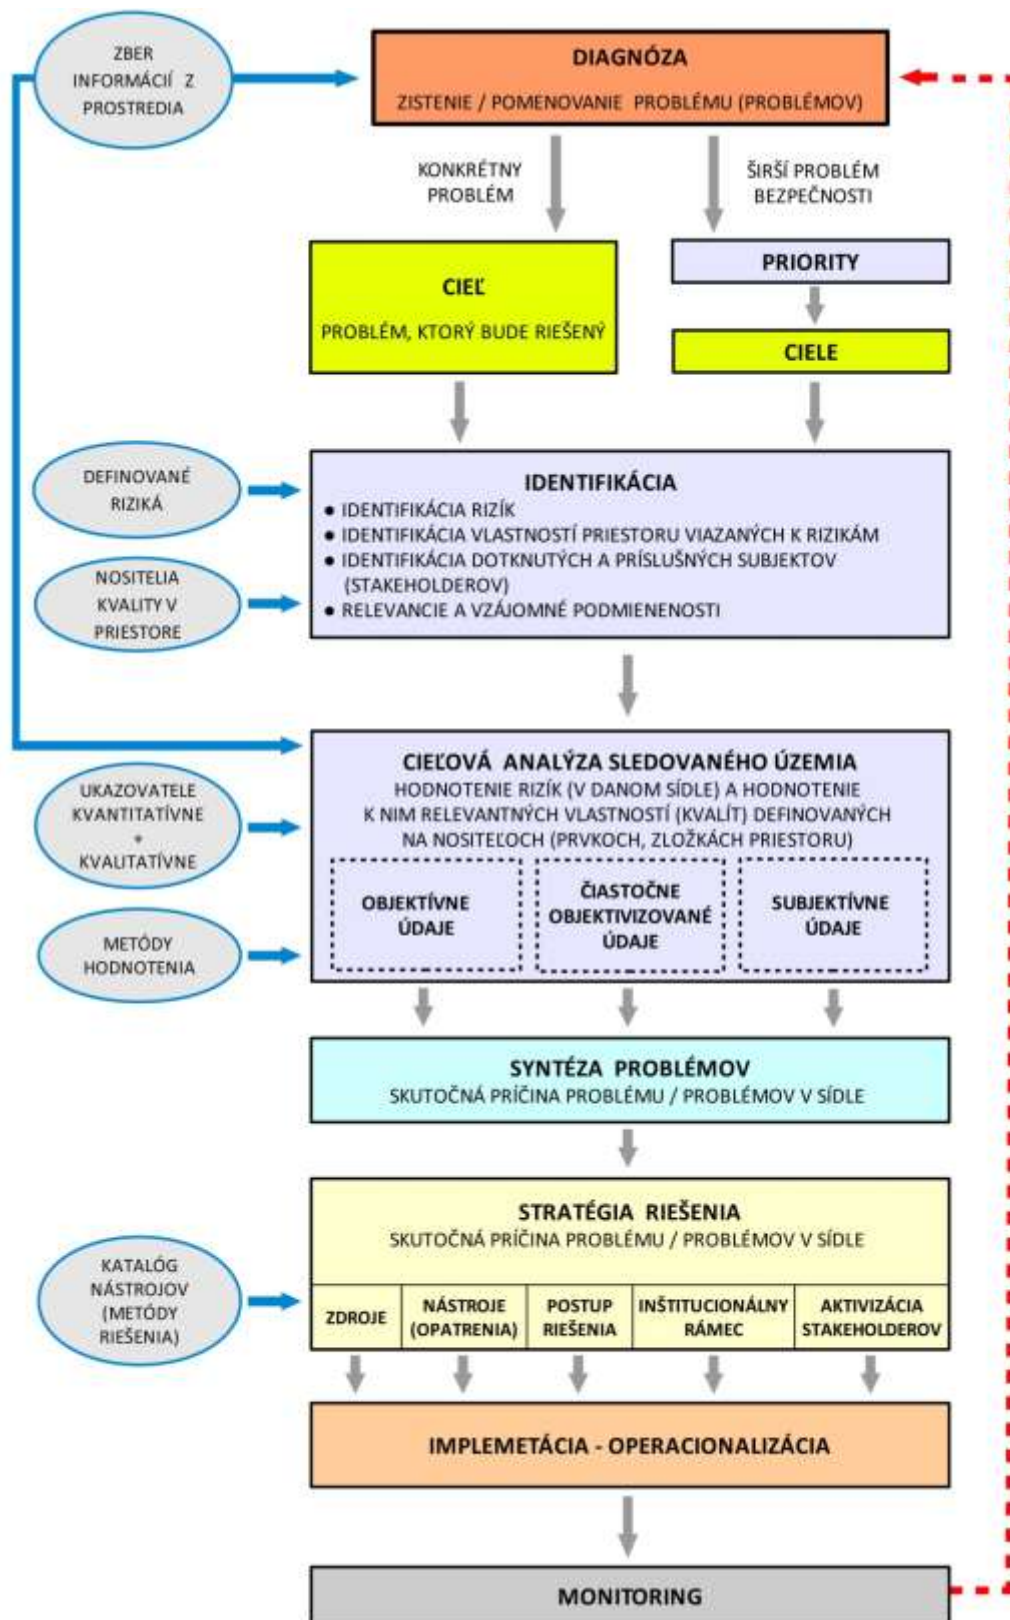 ZBER
INFORMÁCIÍ Z
PROSTREDIA
DIAGNÓZA
ZISTENIE / POMENOVANIE PROBLÉMU (PROBLÉMOV)
KONKRÉTNY
PROBLÉM
ŠIRŠÍ PROBLÉM
BEZPEČNOSTI
CIEĽ
PROBLÉM, KTORÝ BUDE RIEŠENÝ
PRIORITY
CIELE
DEFINOVANÉ
RIZIKÁ
NOSITELIA
KVALITY V
PRIESTORE
IDENTIFIKÁCIA
● IDENTIFIKÁCIA RIZÍK
● IDENTIFIKÁCIA VLASTNOSTÍ PRIESTORU VIAZANÝCH K RIZIKÁM
● IDENTIFIKÁCIA DOTKNUTÝCH A PRÍSLUŠNÝCH SUBJEKTOV
(STAKEHOLDEROV)
● RELEVANCIE A VZÁJOMNÉ PODMIENENOSTI
UKAZOVATELE
KVANTITATÍVNE
+
KVALITATÍVNE
METÓDY
HODNOTENIA
CIEĽOVÁ ANALÝZA SLEDOVANÉHO ÚZEMIA
HODNOTENIE RIZÍK (V DANOM SÍDLE) A HODNOTENIE
K NIM RELEVANTNÝCH VLASTNOSTÍ (KVALÍT) DEFINOVANÝCH
NA NOSITEĽOCH (PRVKOCH, ZLOŽKÁCH PRIESTORU)
OBJEKTÍVNE
ÚDAJE
ČIASTOČNE
OBJEKTIVIZOVANÉ
ÚDAJE
SUBJEKTÍVNE
ÚDAJE
SYNTÉZA PROBLÉMOV
SKUTOČNÁ PRÍČINA PROBLÉMU / PROBLÉMOV V SÍDLE
KATALÓG
NÁSTROJOV
(METÓDY
RIEŠENIA)
STRATÉGIA RIEŠENIA
SKUTOČNÁ PRÍČINA PROBLÉMU / PROBLÉMOV V SÍDLE
ZDROJE
NÁSTROJE
(OPATRENIA)
POSTUP
RIEŠENIA
INŠTITUCIONÁLNY
RÁMEC
AKTIVIZÁCIA
STAKEHOLDEROV
IMPLEMETÁCIA - OPERACIONALIZÁCIA
MONITORING